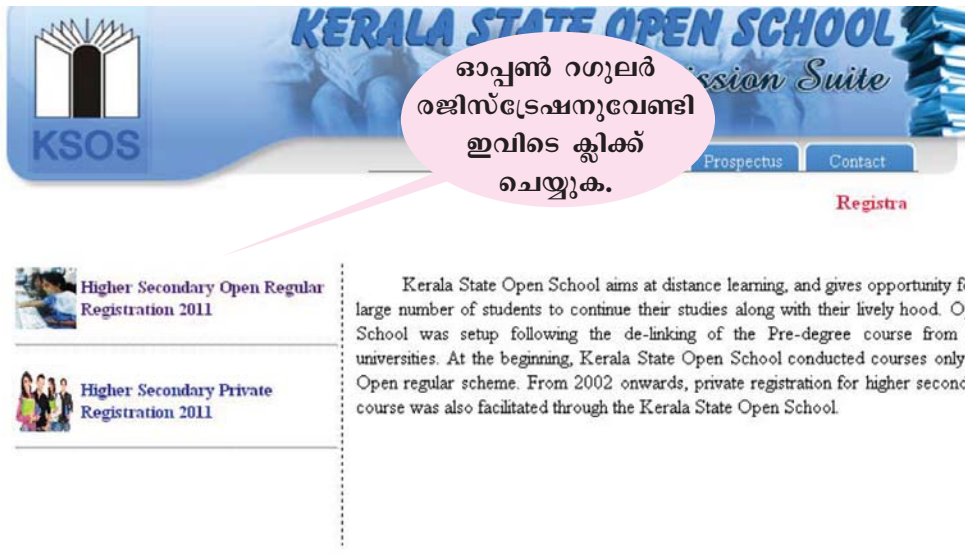 KERALA STATE OPEN SCHOOL
ssion Suite
KSOS
ഓപ്പൺ റഗുലർ
രജിസ്ട്രേഷനുവേണ്ടി
ഇവിടെ ക്ലിക്ക്
ചെയ്യുക.
Prospectus
Contact
Registra
Higher Secondary Open Regular
Registration 2011
Higher Secondary Private
Registration 2011
Kerala State Open School aims at distance learning, and gives opportunity fo
large number of students to continue their studies along with their lively hood. O
School was setup following the de-linking of the Pre-degree course from
universities. At the beginning, Kerala State Open School conducted courses only
Open regular scheme. From 2002 onwards, private registration for higher second
course was also facilitated through the Kerala State Open School.